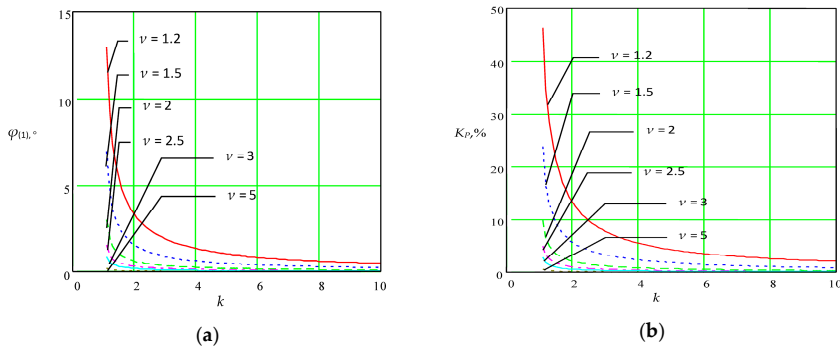 15
10
5
0
φ(1),°
ν = 1.2
ν = 1.5
ν = 2
ν = 2.5
ν = 3
ν = 5
0 2 4 6 8 10
k
(a)
50
40
30
20
10
0
KP,%
ν = 1.2
ν = 1.5
ν = 2
ν = 2.5
ν = 3
ν = 5
0 2 4 6 8 10
k
(b)